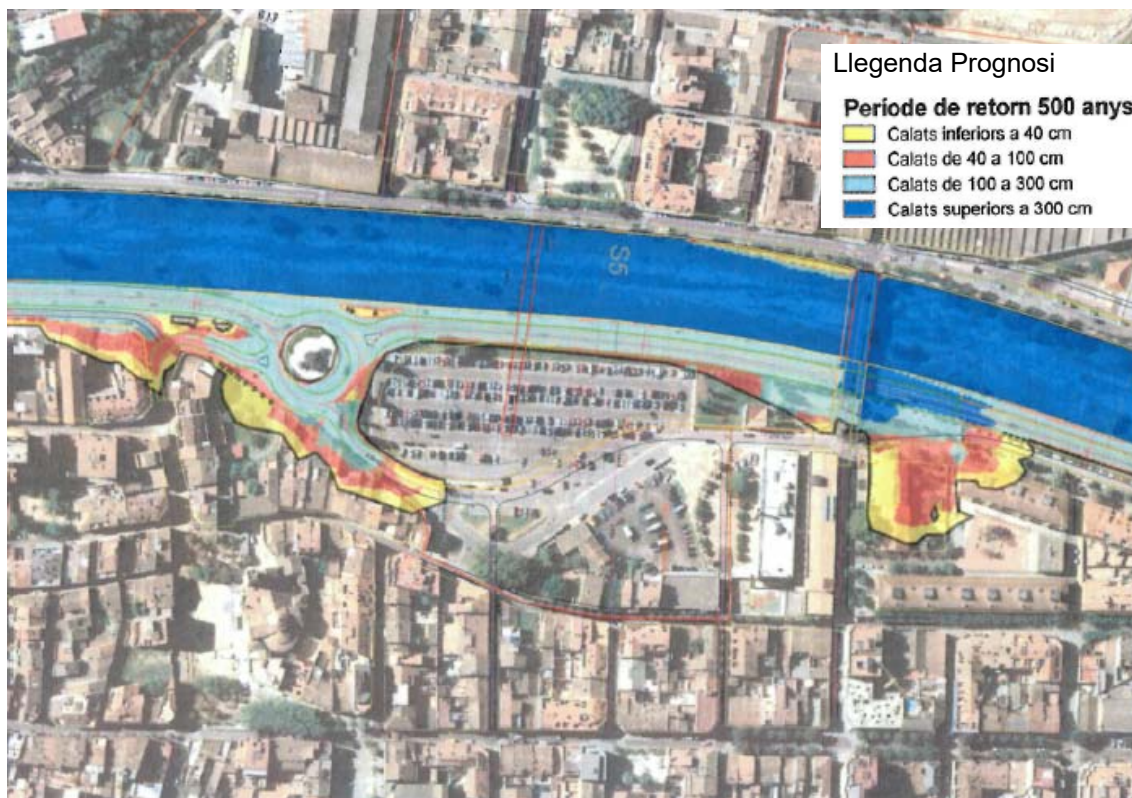 Llegenda Prognosi
Període de retorn 500 anys
Calats inferiors a 40 cm
Calats de 40 a 100 cm
Calats de 100 a 300 cm
Calats superiors a 300 cm
S5